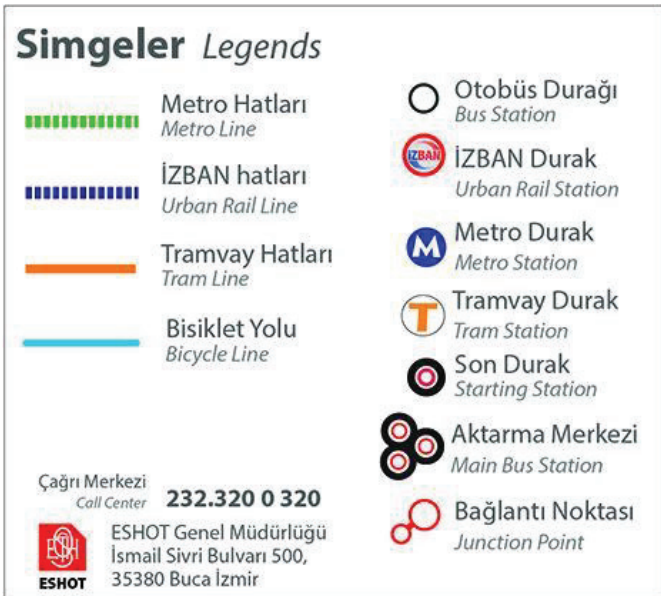 Simgeler Legends
Metro Hatları
Metro Line
İZBAN hatları
Urban Rail Line
Tramvay Hatları
Tram Line
Bisiklet Yolu
Bicycle Line
Otobüs Durağı
Bus Station
İZBAN
İZBAN Durak
Urban Rail Station
M
Metro Durak
Metro Station
T
Tramvay Durak
Tram Station
Son Durak
Starting Station
Aktarma Merkezi
Main Bus Station
Bağlantı Noktası
Junction Point
Çağrı Merkezi
Call Center 232.320 0 320
ESHOT
ESHOT Genel Müdürlüğü
İsmail Sivri Bulvarı 500,
35380 Buca İzmir